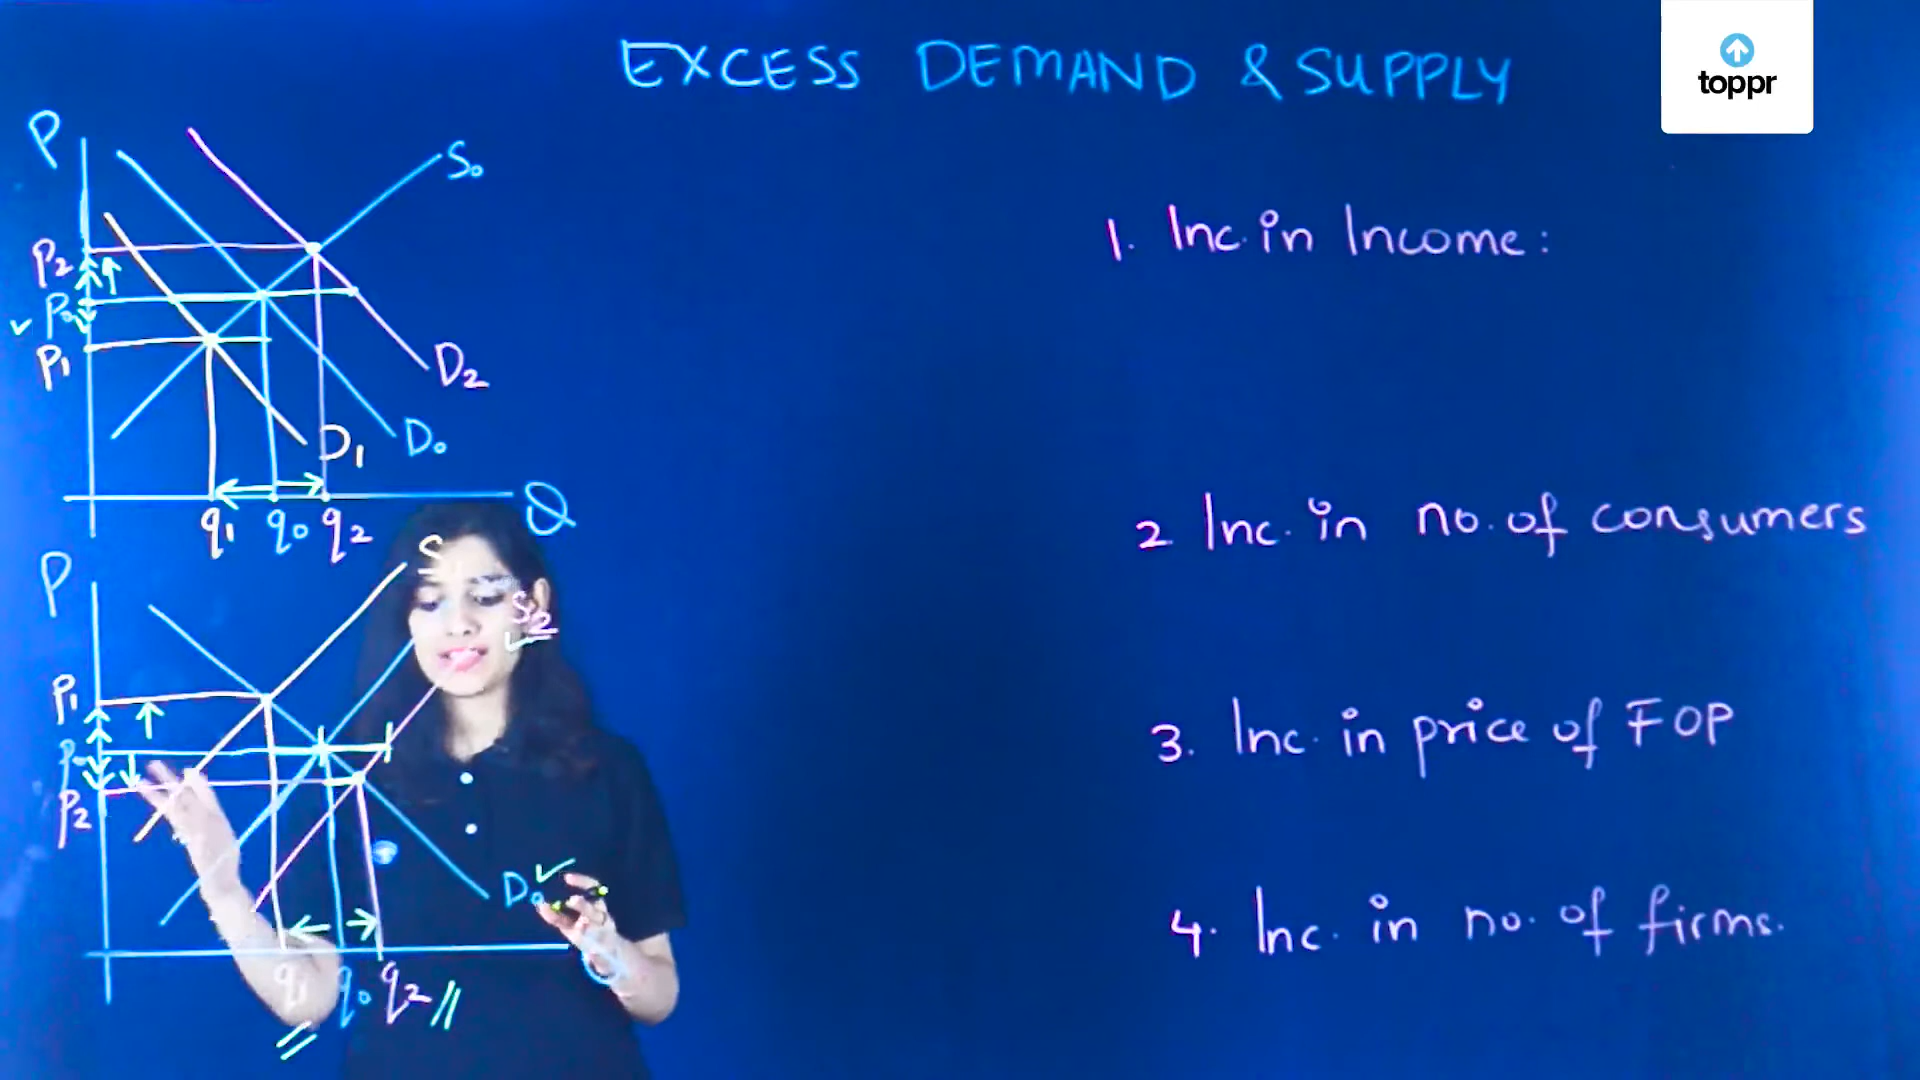 EXCESS DEMAND & SUPPLY
toppr
P
S₀
P₂
P₀
P₁
D₂
D₀
D₁
q₁ q₀ q₂
Q
1. Inc. in Income:
2 Inc. in no. of consumers
3. Inc. in price of FOP
4. Inc. in no. of firms.
P
S
S₂
P₁
P
P₂
D₀
q₁ q₀ q₂